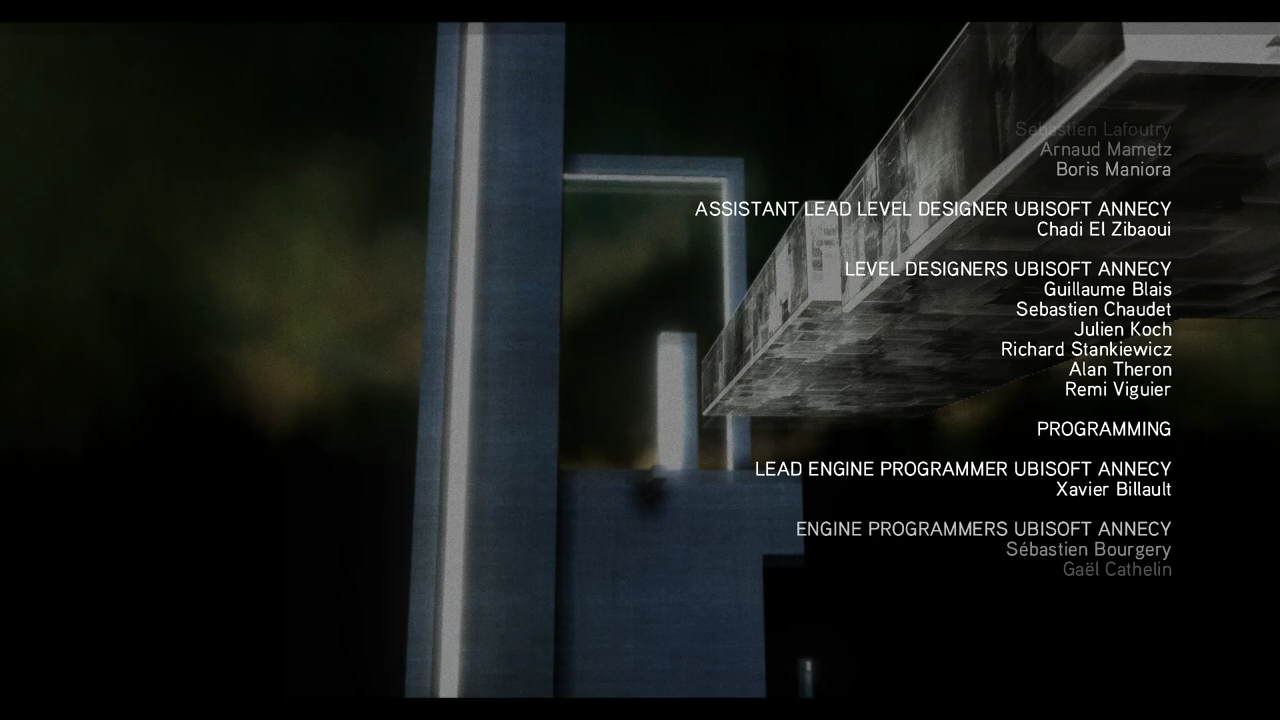 Sebastien Lafoutry
Arnaud Mametz
Boris Maniora
ASSISTANT LEAD LEVEL DESIGNER UBISOFT ANNECY
Chadi El Zibaoui
LEVEL DESIGNERS UBISOFT ANNECY
Guillaume Blais
Sebastien Chaudet
Julien Koch
Richard Stankiewicz
Alan Theron
Remi Viguier
PROGRAMMING
LEAD ENGINE PROGRAMMER UBISOFT ANNECY
Xavier Billault
ENGINE PROGRAMMERS UBISOFT ANNECY
Sébastien Bourgery
Gaël Cathelin